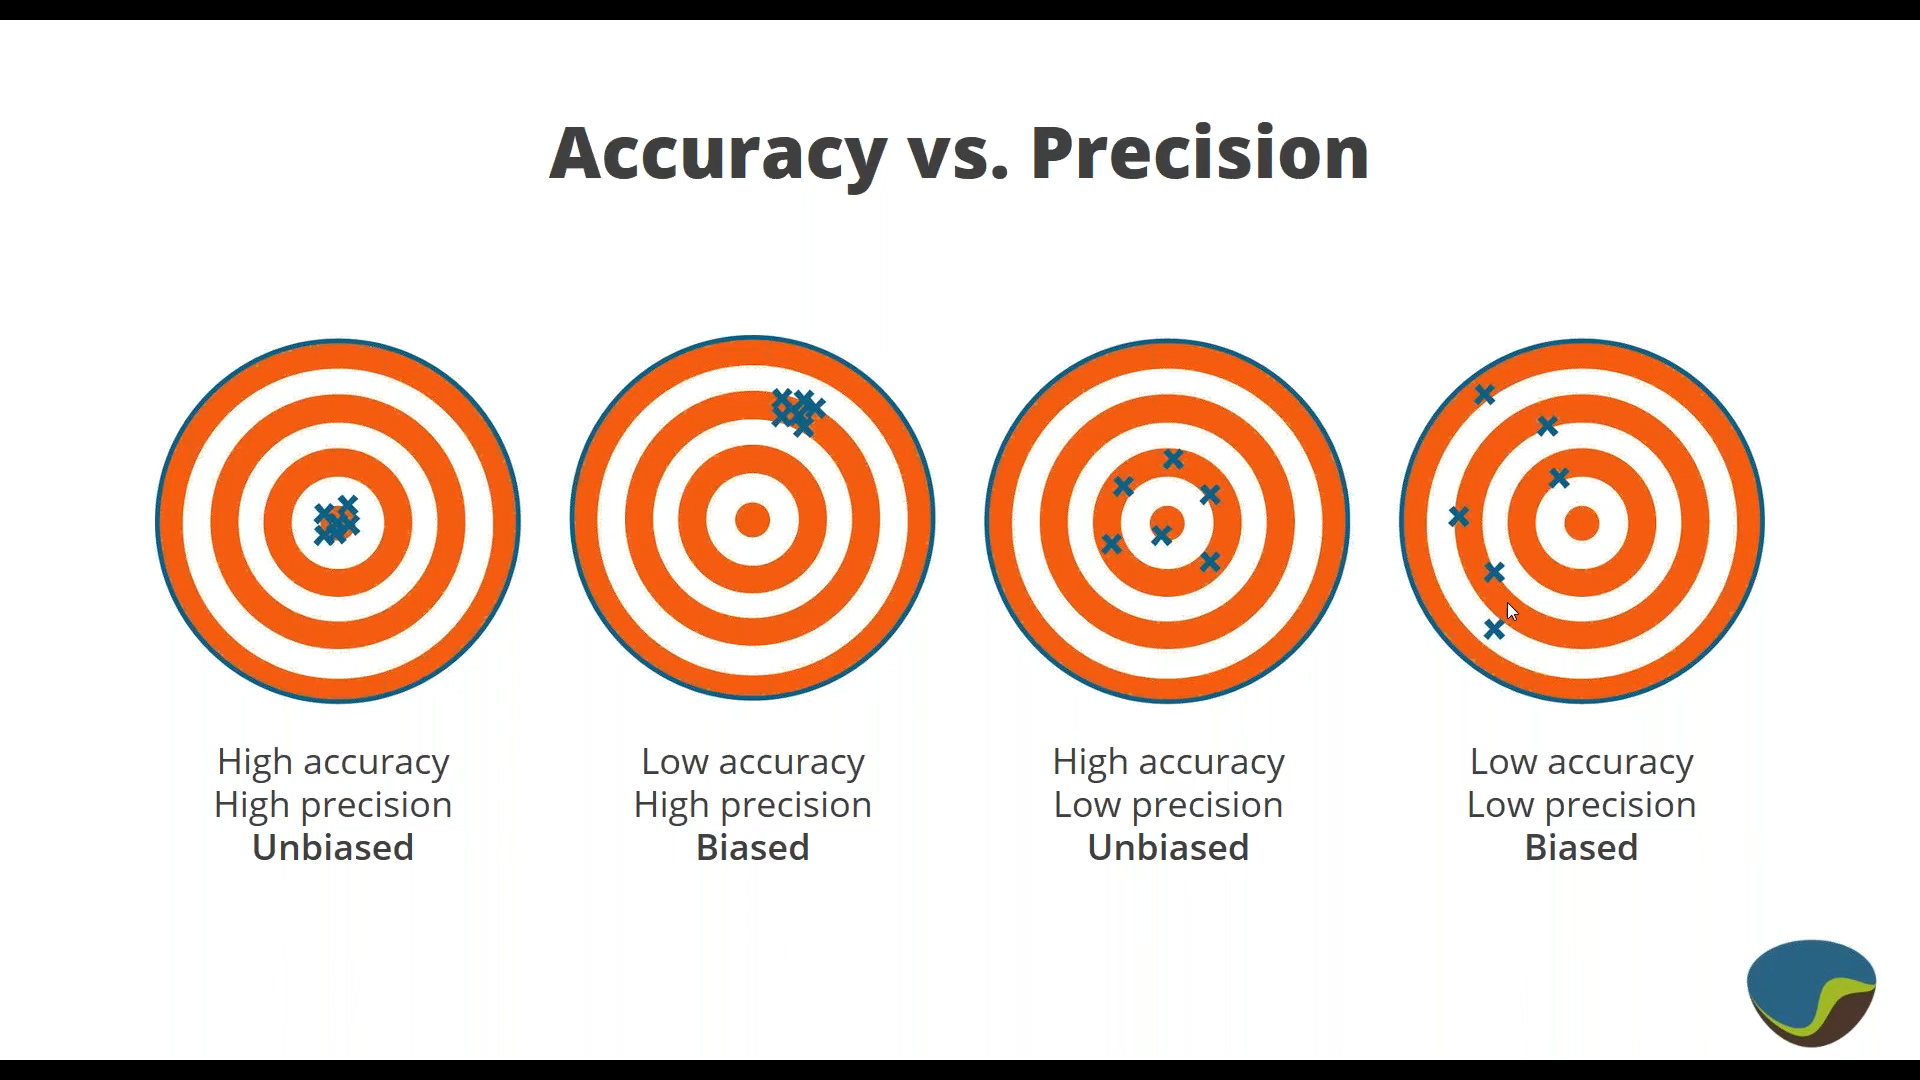 Accuracy vs. Precision
High accuracy
High precision
Unbiased
Low accuracy
High precision
Biased
High accuracy
Low precision
Unbiased
Low accuracy
Low precision
Biased